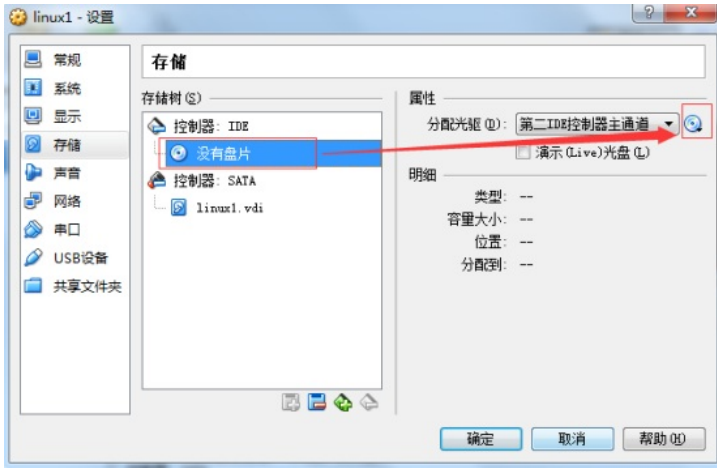 linux1 - 设置
常规
系统
显示
存储
声音
网络
串口
USB设备
共享文件夹
存储
存储树(S)
控制器: IDE
没有盘片
控制器: SATA
linux1.vdi
属性
分配光驱(D): 第二IDE控制器主通道
演示(Live)光盘(L)
明细
类型: --
容量大小: --
位置: --
分配到: --
确定
取消
帮助(H)